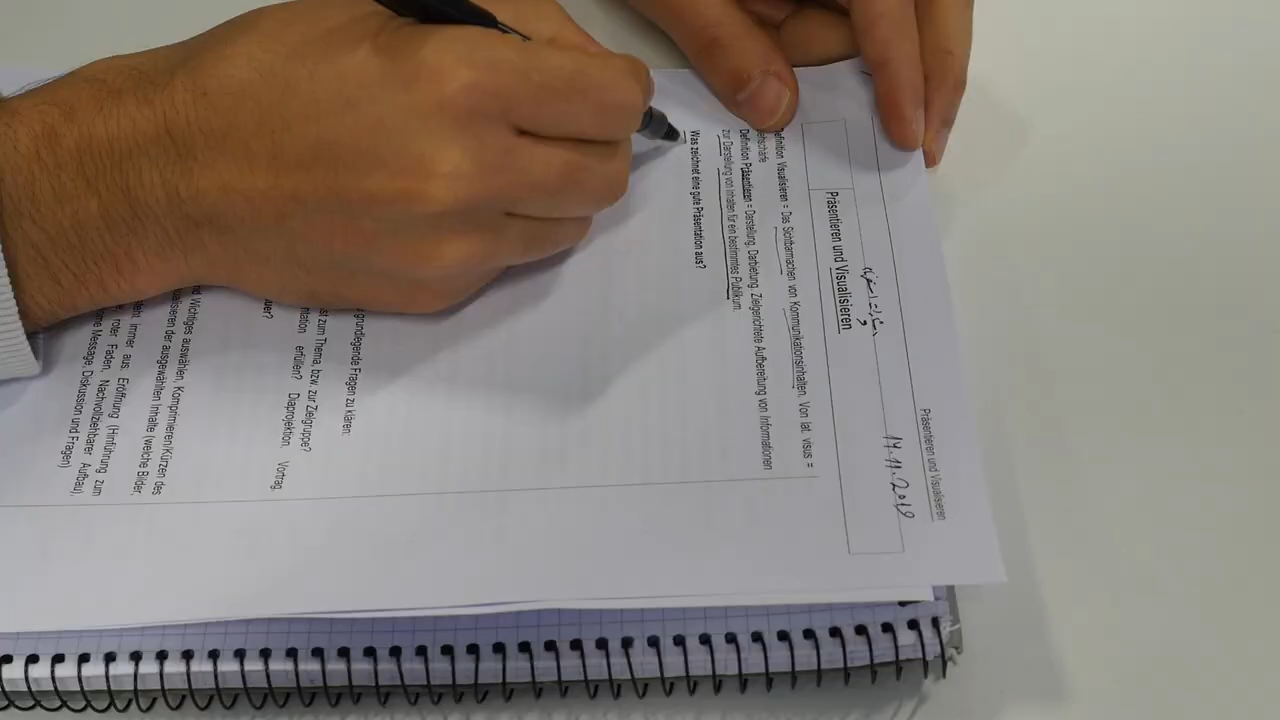 Präsentieren und Visualisieren
14.11.2019
Präsentieren und Visualisieren
Definition Visualisieren = Das Sichtbarmachen von Kommunikationsinhalten. Von lat. visus =
Sehschärfe
Definition Präsentieren = Darstellung, Darbietung. Zielgerichtete Aufbereitung von Informationen
zur Darstellung von Inhalten für ein bestimmtes Publikum.
Was zeichnet eine gute Präsentation aus?
grundlegende Fragen zu klären:
zum Thema, bzw. zur Zielgruppe?
erfüllen? Diaprojektion, Vortrag,
Wichtiges auswählen, Komprimieren/Kürzen des
der ausgewählten Inhalte (welche Bilder,
immer aus: Eröffnung (Hinführung zum
roter Faden, Nachvollziehbarer Aufbau),
Message, Diskussion und Fragen)